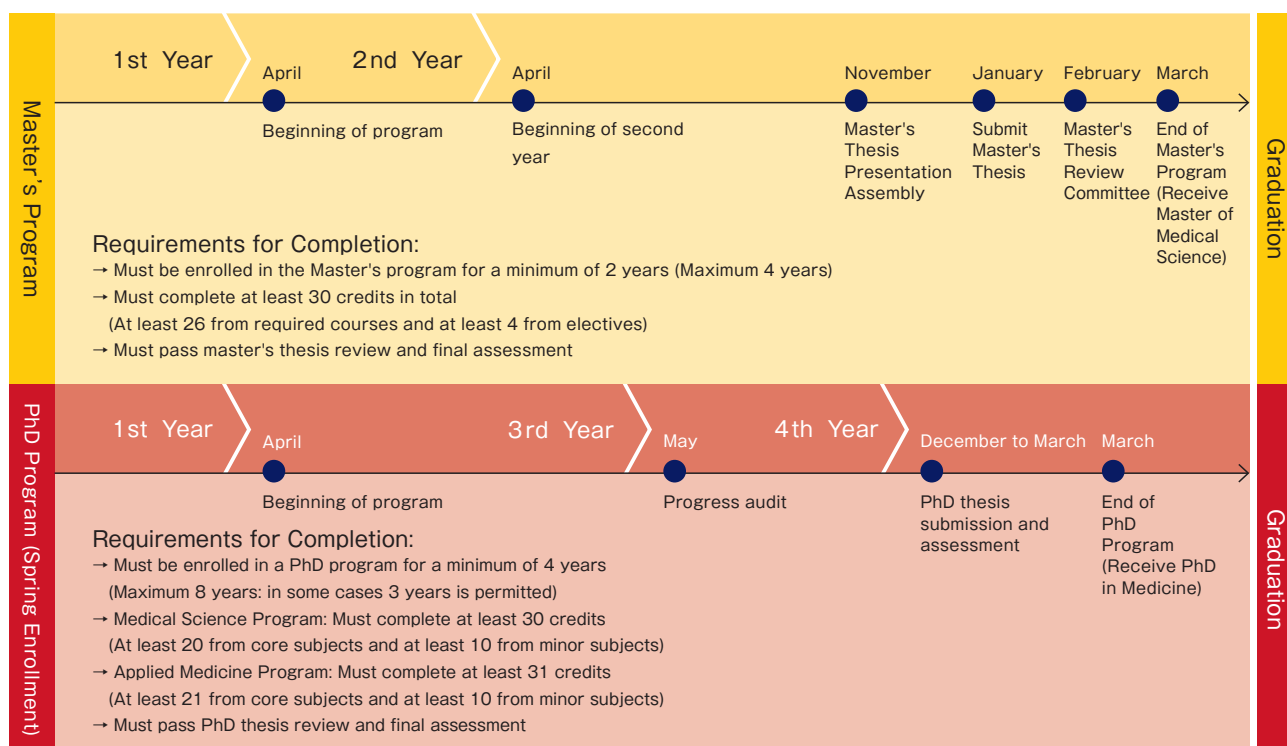 Master's Program
1st Year
2nd Year
April
April
November
January
February
March
Beginning of program
Beginning of second
year
Master's
Thesis
Presentation
Assembly
Submit
Master's
Thesis
Master's
Thesis
Review
Committee
End of
Master's
Program
(Receive
Master of
Medical
Science)
Graduation
Requirements for Completion:
→ Must be enrolled in the Master's program for a minimum of 2 years (Maximum 4 years)
→ Must complete at least 30 credits in total
(At least 26 from required courses and at least 4 from electives)
→ Must pass master's thesis review and final assessment
PhD Program (Spring Enrollment)
1st Year
3rd Year
4th Year
April
May
December to March
March
Beginning of program
Progress audit
PhD thesis
submission and
assessment
End of
PhD
Program
(Receive PhD
in Medicine)
Graduation
Requirements for Completion:
→ Must be enrolled in a PhD program for a minimum of 4 years
(Maximum 8 years: in some cases 3 years is permitted)
→ Medical Science Program: Must complete at least 30 credits
(At least 20 from core subjects and at least 10 from minor subjects)
→ Applied Medicine Program: Must complete at least 31 credits
(At least 21 from core subjects and at least 10 from minor subjects)
→ Must pass PhD thesis review and final assessment